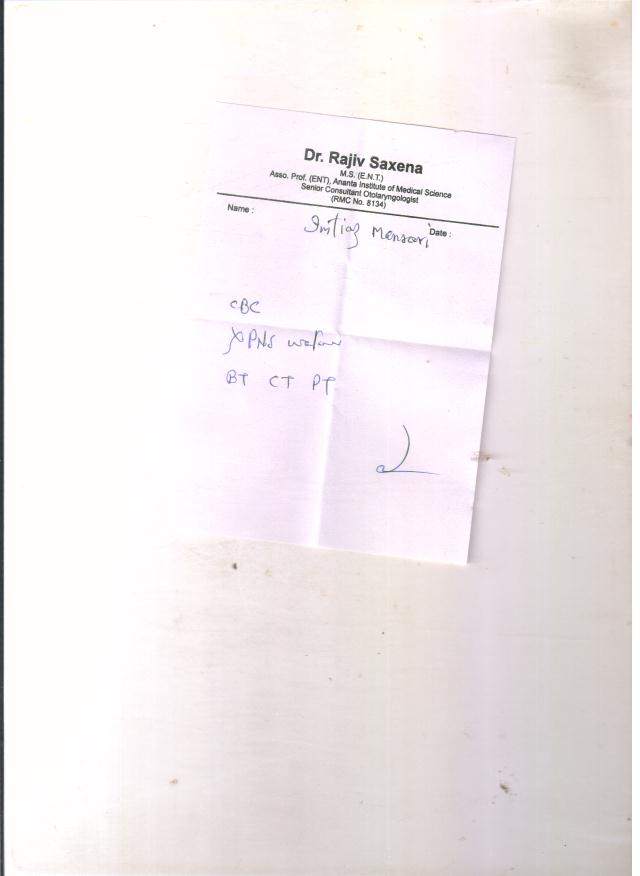 Dr. Rajiv Saxena
M.S. (E.N.T.)
Asso. Prof. (ENT), Ananta Institute of Medical Science
Senior Consultant Otolaryngologist
(RMC No. 8134)
Name : Imtiaz Mansari Date :
CBC
PNS
BT CT PT